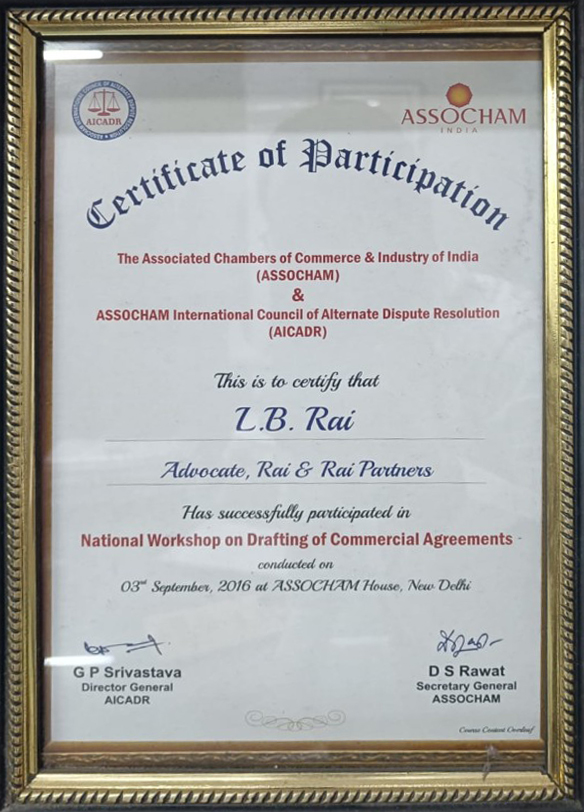 AICADR
ASSOCHAM
INDIA
Certificate of Participation
The Associated Chambers of Commerce & Industry of India
(ASSOCHAM)
&
ASSOCHAM International Council of Alternate Dispute Resolution
(AICADR)
This is to certify that
L.B. Rai
Advocate, Rai & Rai Partners
Has successfully participated in
National Workshop on Drafting of Commercial Agreements
conducted on
03rd September, 2016 at ASSOCHAM House, New Delhi
G P Srivastava
Director General
AICADR
D S Rawat
Secretary General
ASSOCHAM
Course Content Overleaf